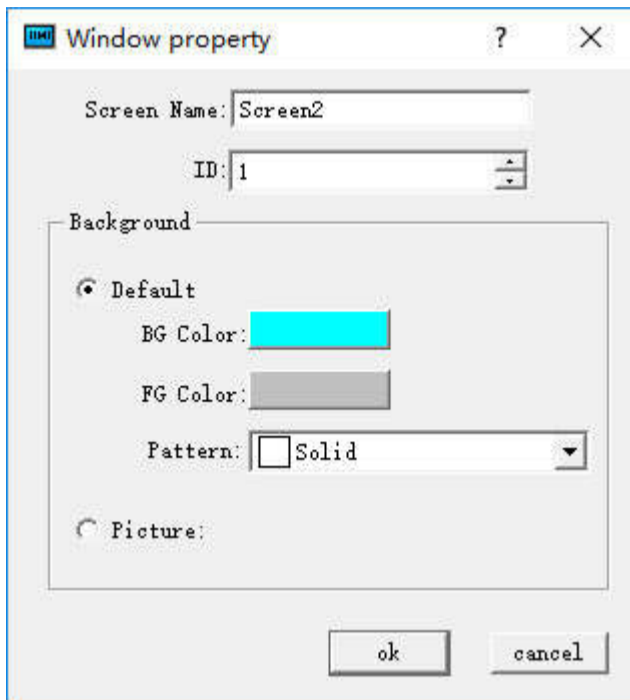 Window property
Screen Name: Screen2
ID: 1
Background
Default
BG Color:
FG Color:
Pattern: Solid
Picture:
ok
cancel